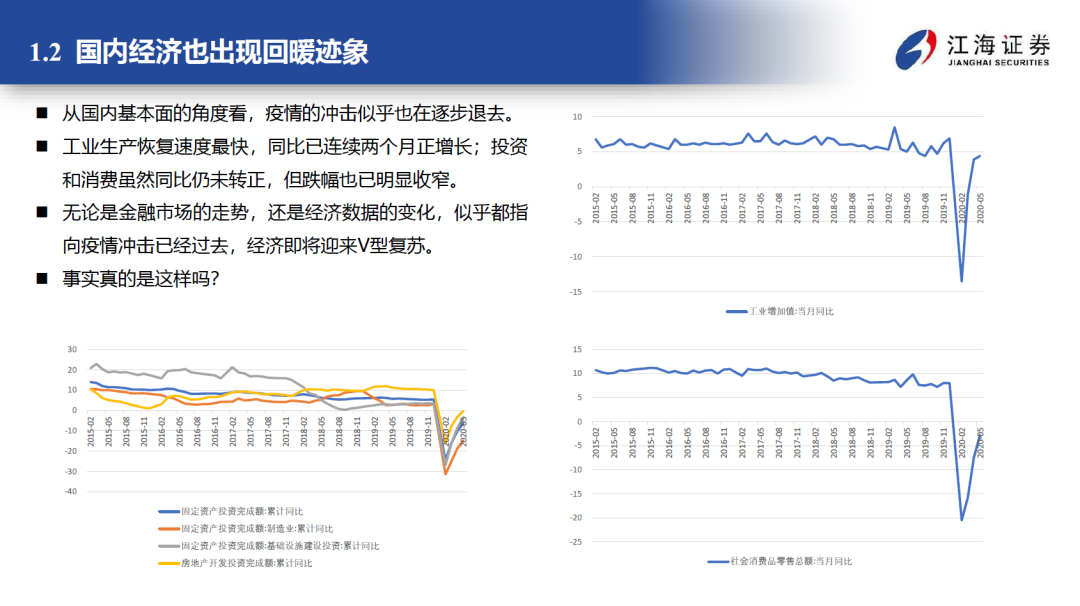 1.2 国内经济也出现回暖迹象
江海证券
JIANGHAI SECURITIES
■ 从国内基本面的角度看，疫情的冲击似乎也在逐步退去。
■ 工业生产恢复速度最快，同比已连续两个月正增长；投资
和消费虽然同比仍未转正，但跌幅也已明显收窄。
■ 无论是金融市场的走势，还是经济数据的变化，似乎都指
向疫情冲击已经过去，经济即将迎来V型复苏。
■ 事实真的是这样吗？
10
5
0
-5
-10
-15
2015-02 2015-05 2015-08 2015-11 2016-02 2016-05 2016-08 2016-11 2017-02 2017-05 2017-08 2017-11 2018-02 2018-05 2018-08 2018-11 2019-02 2019-05 2019-08 2019-11 2020-02 2020-05
工业增加值:当月同比
30
20
10
0
-10
-20
-30
-40
2015-02 2015-05 2015-08 2015-11 2016-02 2016-05 2016-08 2016-11 2017-02 2017-05 2017-08 2017-11 2018-02 2018-05 2018-08 2018-11 2019-02 2019-05 2019-08 2019-11 2020-02 2020-05
固定资产投资完成额:累计同比
固定资产投资完成额:制造业:累计同比
固定资产投资完成额:基础设施建设投资:累计同比
房地产开发投资完成额:累计同比
15
10
5
0
-5
-10
-15
-20
-25
2015-02 2015-05 2015-08 2015-11 2016-02 2016-05 2016-08 2016-11 2017-02 2017-05 2017-08 2017-11 2018-02 2018-05 2018-08 2018-11 2019-02 2019-05 2019-08 2019-11 2020-02 2020-05
社会消费品零售总额:当月同比